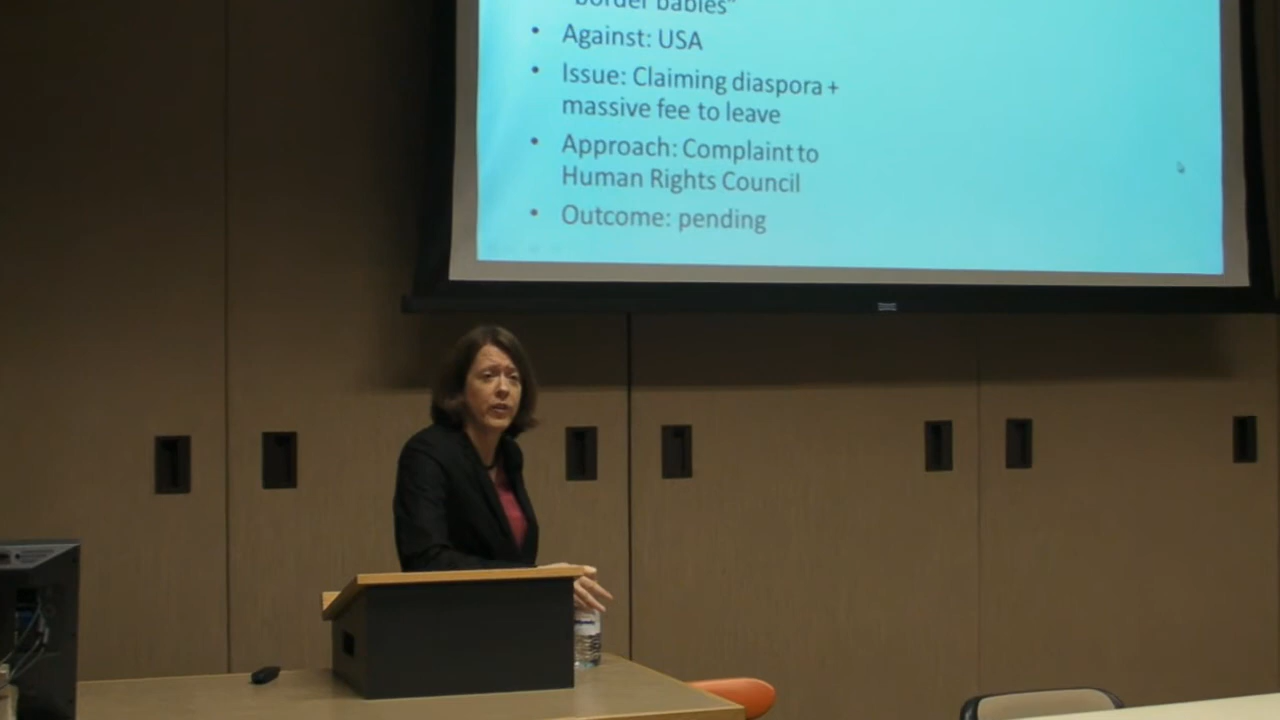 "border babies"
• Against: USA
• Issue: Claiming diaspora +
massive fee to leave
• Approach: Complaint to
Human Rights Council
• Outcome: pending